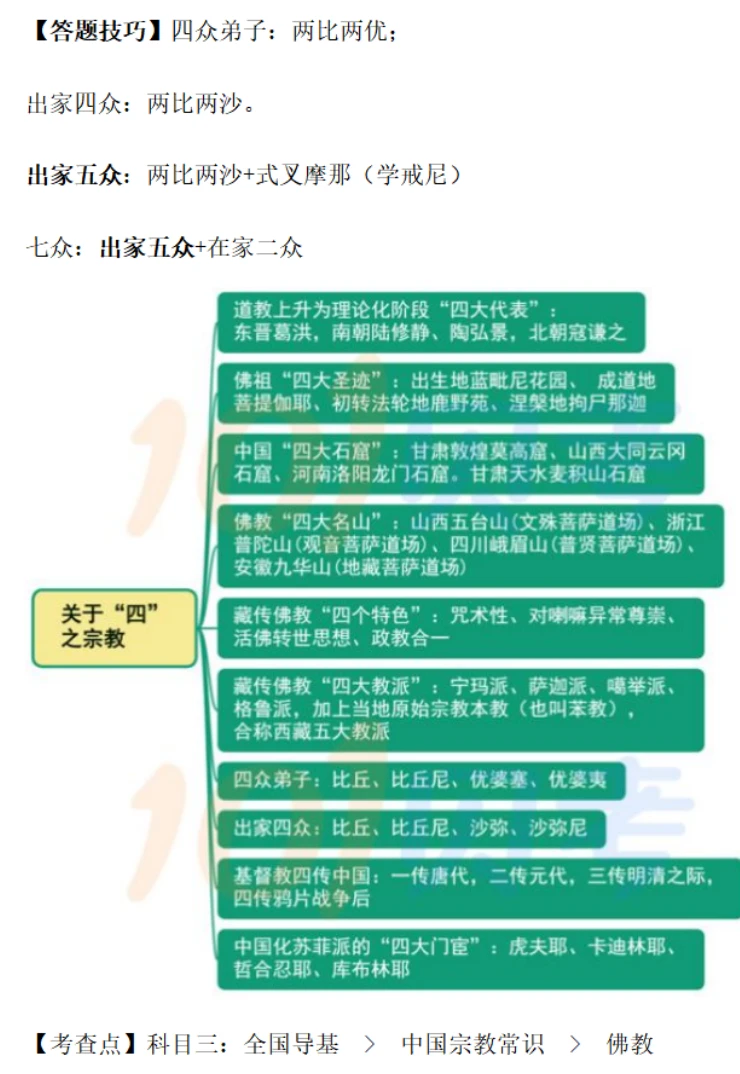 【答题技巧】四众弟子：两比两优；
出家四众：两比两沙。
出家五众：两比两沙+式叉摩那（学戒尼）
七众：出家五众+在家二众
道教上升为理论化阶段“四大代表”：
东晋葛洪，南朝陆修静、陶弘景，北朝寇谦之
佛祖“四大圣迹”：出生地蓝毗尼花园、 成道地
菩提伽耶、初转法轮地鹿野苑、涅槃地拘尸那迦
中国“四大石窟”：甘肃敦煌莫高窟、山西大同云冈
石窟、河南洛阳龙门石窟。甘肃天水麦积山石窟
佛教“四大名山”：山西五台山(文殊菩萨道场)、浙江
普陀山(观音菩萨道场)、四川峨眉山(普贤菩萨道场)、
安徽九华山(地藏菩萨道场)
关于“四”
之宗教
藏传佛教“四个特色”：咒术性、对喇嘛异常尊崇、
活佛转世思想、政教合一
藏传佛教“四大教派”：宁玛派、萨迦派、噶举派、
格鲁派，加上当地原始宗教本教（也叫苯教），
合称西藏五大教派
四众弟子：比丘、比丘尼、优婆塞、优婆夷
出家四众：比丘、比丘尼、沙弥、沙弥尼
基督教四传中国：一传唐代，二传元代，三传明清之际，
四传鸦片战争后
中国化苏菲派的“四大门宦”：虎夫耶、卡迪林耶、
哲合忍耶、库布林耶
【考查点】科目三：全国导基 > 中国宗教常识 > 佛教